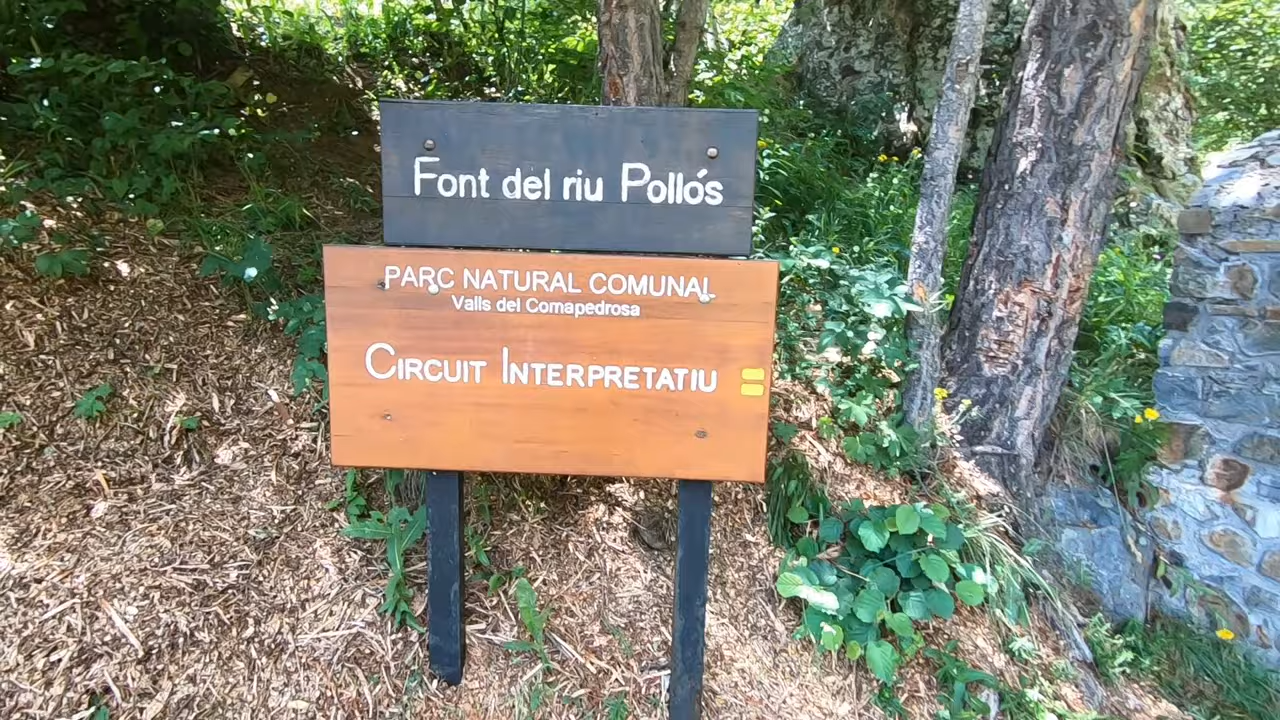 Font del riu Pollós
PARC NATURAL COMUNAL
Valls del Comapedrosa
CIRCUIT INTERPRETATIU